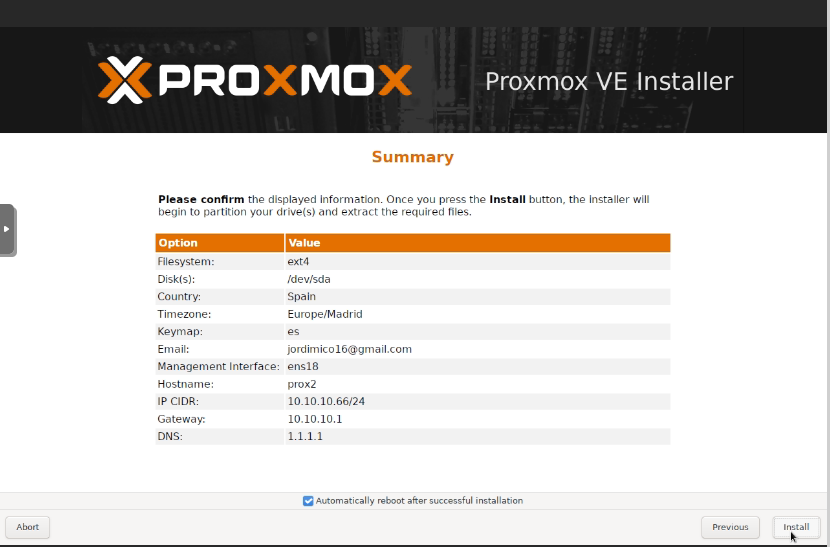 PROXMOX
Proxmox VE Installer
Summary
Please confirm the displayed information. Once you press the Install button, the installer will
begin to partition your drive(s) and extract the required files.
Option Value
Filesystem: ext4
Disk(s): /dev/sda
Country: Spain
Timezone: Europe/Madrid
Keymap: es
Email: jordimico16@gmail.com
Management Interface: ens18
Hostname: prox2
IP CIDR: 10.10.10.66/24
Gateway: 10.10.10.1
DNS: 1.1.1.1
Automatically reboot after successful installation
Abort Previous Install